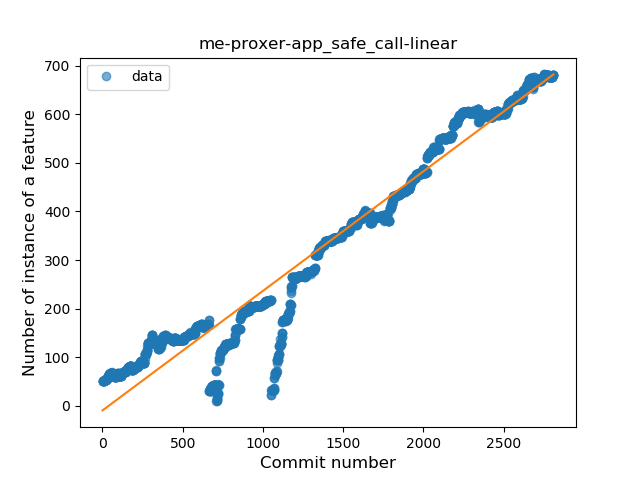 me-proxer-app_safe_call-linear
data
Number of instance of a feature
700
600
500
400
300
200
100
0
0 500 1000 1500 2000 2500
Commit number